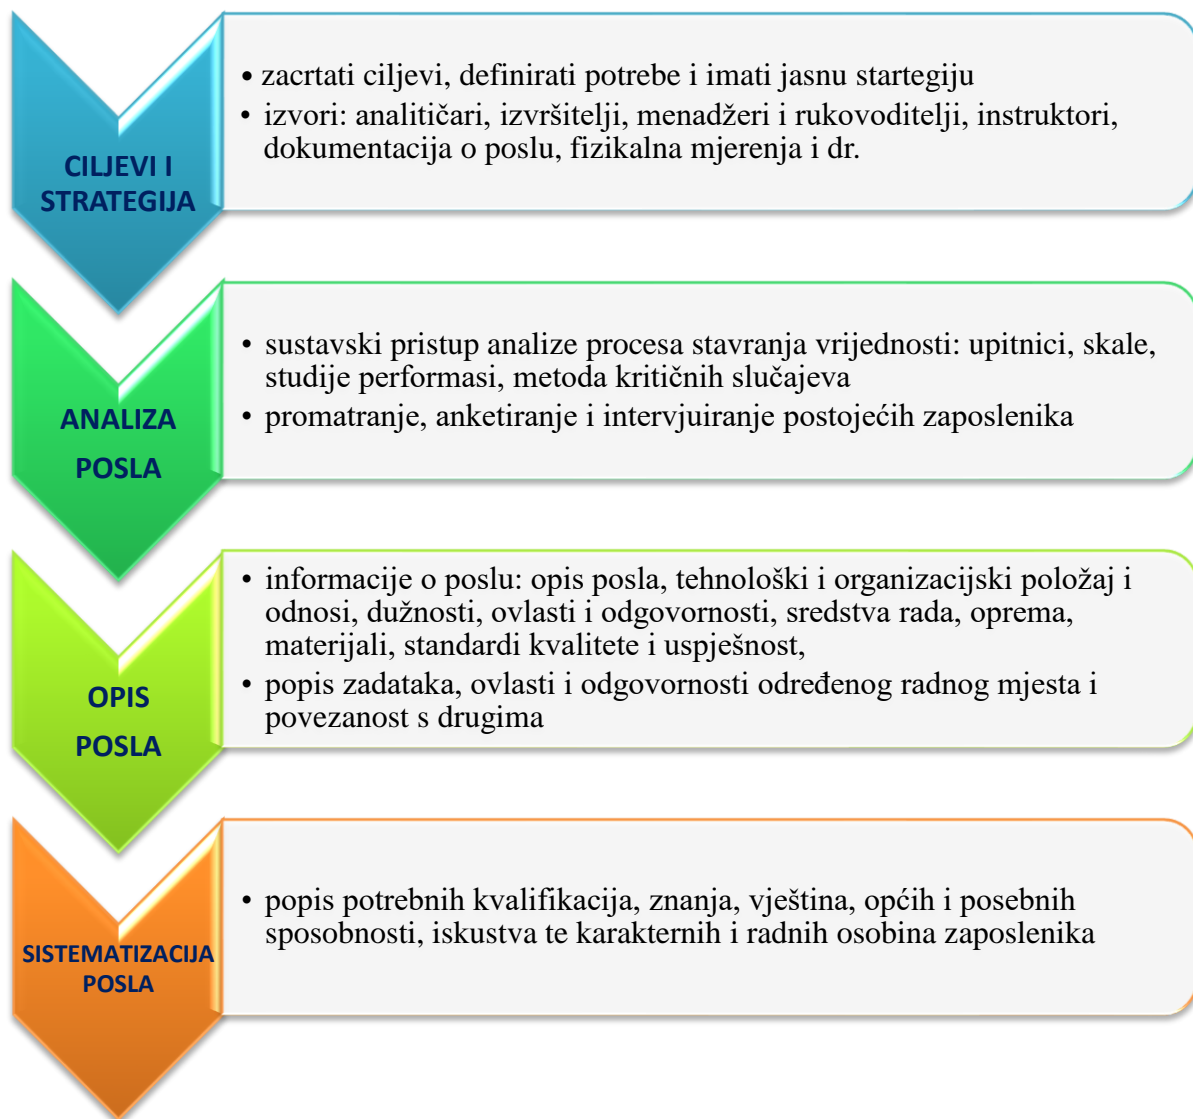 CILJEVI I
STRATEGIJA
• zacrtati ciljevi, definirati potrebe i imati jasnu startegiju
• izvori: analitičari, izvršitelji, menadžeri i rukovoditelji, instruktori,
dokumentacija o poslu, fizikalna mjerenja i dr.
ANALIZA
POSLA
• sustavski pristup analize procesa stavranja vrijednosti: upitnici, skale,
studije performasi, metoda kritičnih slučajeva
• promatranje, anketiranje i intervjuiranje postojećih zaposlenika
OPIS
POSLA
• informacije o poslu: opis posla, tehnološki i organizacijski položaj i
odnosi, dužnosti, ovlasti i odgovornosti, sredstva rada, oprema,
materijali, standardi kvalitete i uspješnost,
• popis zadataka, ovlasti i odgovornosti određenog radnog mjesta i
povezanost s drugima
SISTEMATIZACIJA
POSLA
• popis potrebnih kvalifikacija, znanja, vještina, općih i posebnih
sposobnosti, iskustva te karakternih i radnih osobina zaposlenika